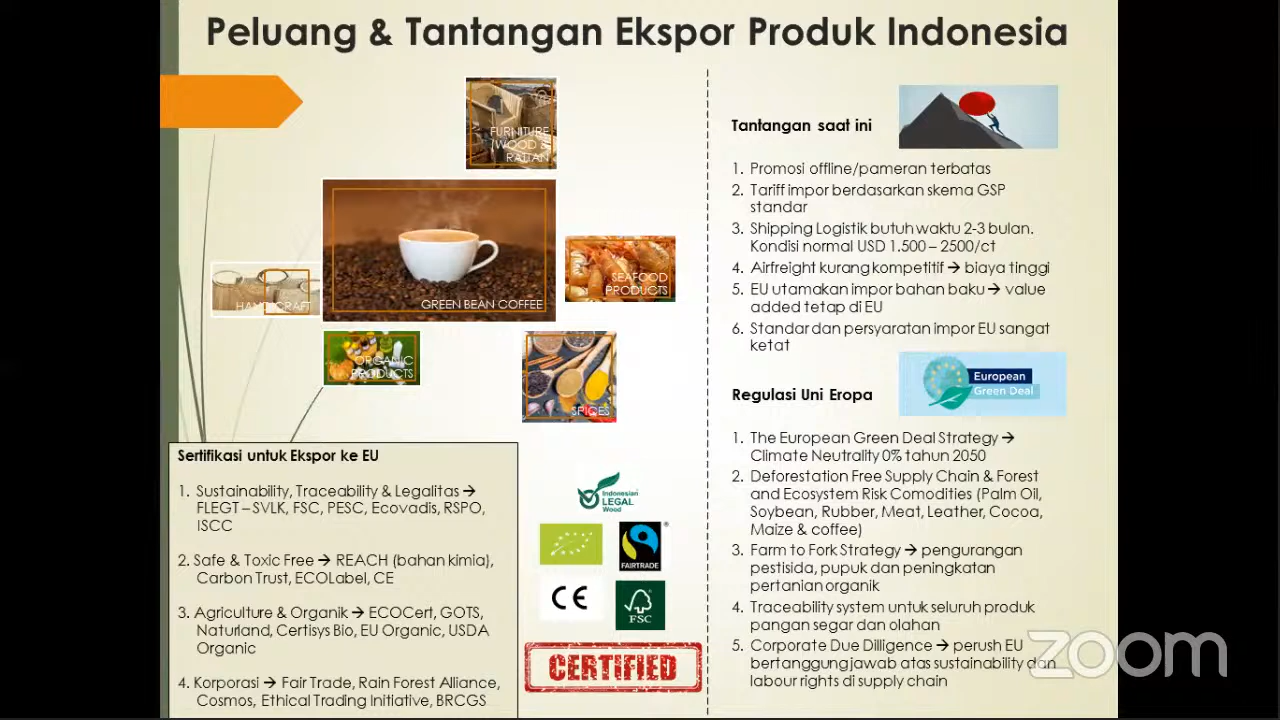 Peluang & Tantangan Ekspor Produk Indonesia
FURNITURE
(WOOD &
RATTAN
GREEN BEAN COFFEE
SEAFOOD
PRODUCTS
HANDYCRAFT
ORGANIC
PRODUCTS
SPICES
Sertifikasi untuk Ekspor ke EU
1. Sustainability, Traceability & Legalitas →
FLEGT – SVLK, FSC, PESC, Ecovadis, RSPO,
ISCC
2. Safe & Toxic Free → REACH (bahan kimia),
Carbon Trust, ECOLabel, CE
3. Agriculture & Organik → ECOCert, GOTS,
Naturland, Certisys Bio, EU Organic, USDA
Organic
4. Korporasi → Fair Trade, Rain Forest Alliance,
Cosmos, Ethical Trading Initiative, BRCGS
Indonesian
LEGAL
Wood
FAIRTRADE
®
CE
FSC
CERTIFIED
Tantangan saat ini
1. Promosi offline/pameran terbatas
2. Tariff impor berdasarkan skema GSP
standar
3. Shipping Logistik butuh waktu 2-3 bulan.
Kondisi normal USD 1.500 – 2500/ct
4. Airfreight kurang kompetitif → biaya tinggi
5. EU utamakan impor bahan baku → value
added tetap di EU
6. Standar dan persyaratan impor EU sangat
ketat
European
Green Deal
Regulasi Uni Eropa
1. The European Green Deal Strategy →
Climate Neutrality 0% tahun 2050
2. Deforestation Free Supply Chain & Forest
and Ecosystem Risk Comodities (Palm Oil,
Soybean, Rubber, Meat, Leather, Cocoa,
Maize & coffee)
3. Farm to Fork Strategy → pengurangan
pestisida, pupuk dan peningkatan
pertanian organik
4. Traceability system untuk seluruh produk
pangan segar dan olahan
5. Corporate Due Dilligence → perush EU
bertanggungjawab atas sustainability dan
labour rights di supply chain
zoom